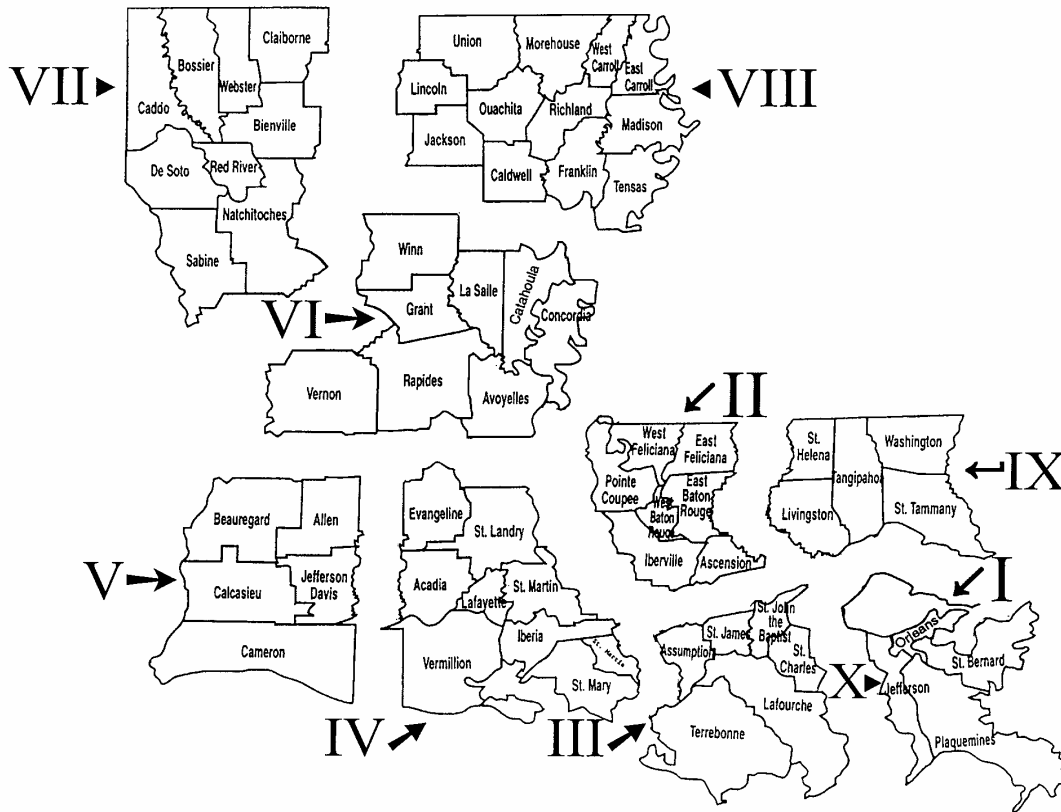 VII
Claiborne
Bossier
Webster
Caddo
Bienville
De Soto
Red River
Natchitoches
Sabine
VIII
Union
Morehouse
West
Carroll
East
Carroll
Lincoln
Ouachita
Richland
Madison
Jackson
Caldwell
Franklin
Tensas
VI
Winn
Grant
La Salle
Catahoula
Concordia
Vernon
Rapides
Avoyelles
II
West
Feliciana
East
Feliciana
Pointe
Coupee
West
Baton
Rouge
East
Baton
Rouge
Iberville
Ascension
IX
St.
Helena
Tangipahoa
Washington
Livingston
St. Tammany
V
Beauregard
Allen
Calcasieu
Jefferson
Davis
Cameron
IV
Evangeline
St. Landry
Acadia
Lafayette
St. Martin
Iberia
St. Martin
Vermillion
St. Mary
III
St. John
the
Baptist
St. James
Assumption
St.
Charles
Lafourche
Terrebonne
I
Orleans
St. Bernard
X
Jefferson
Plaquemines